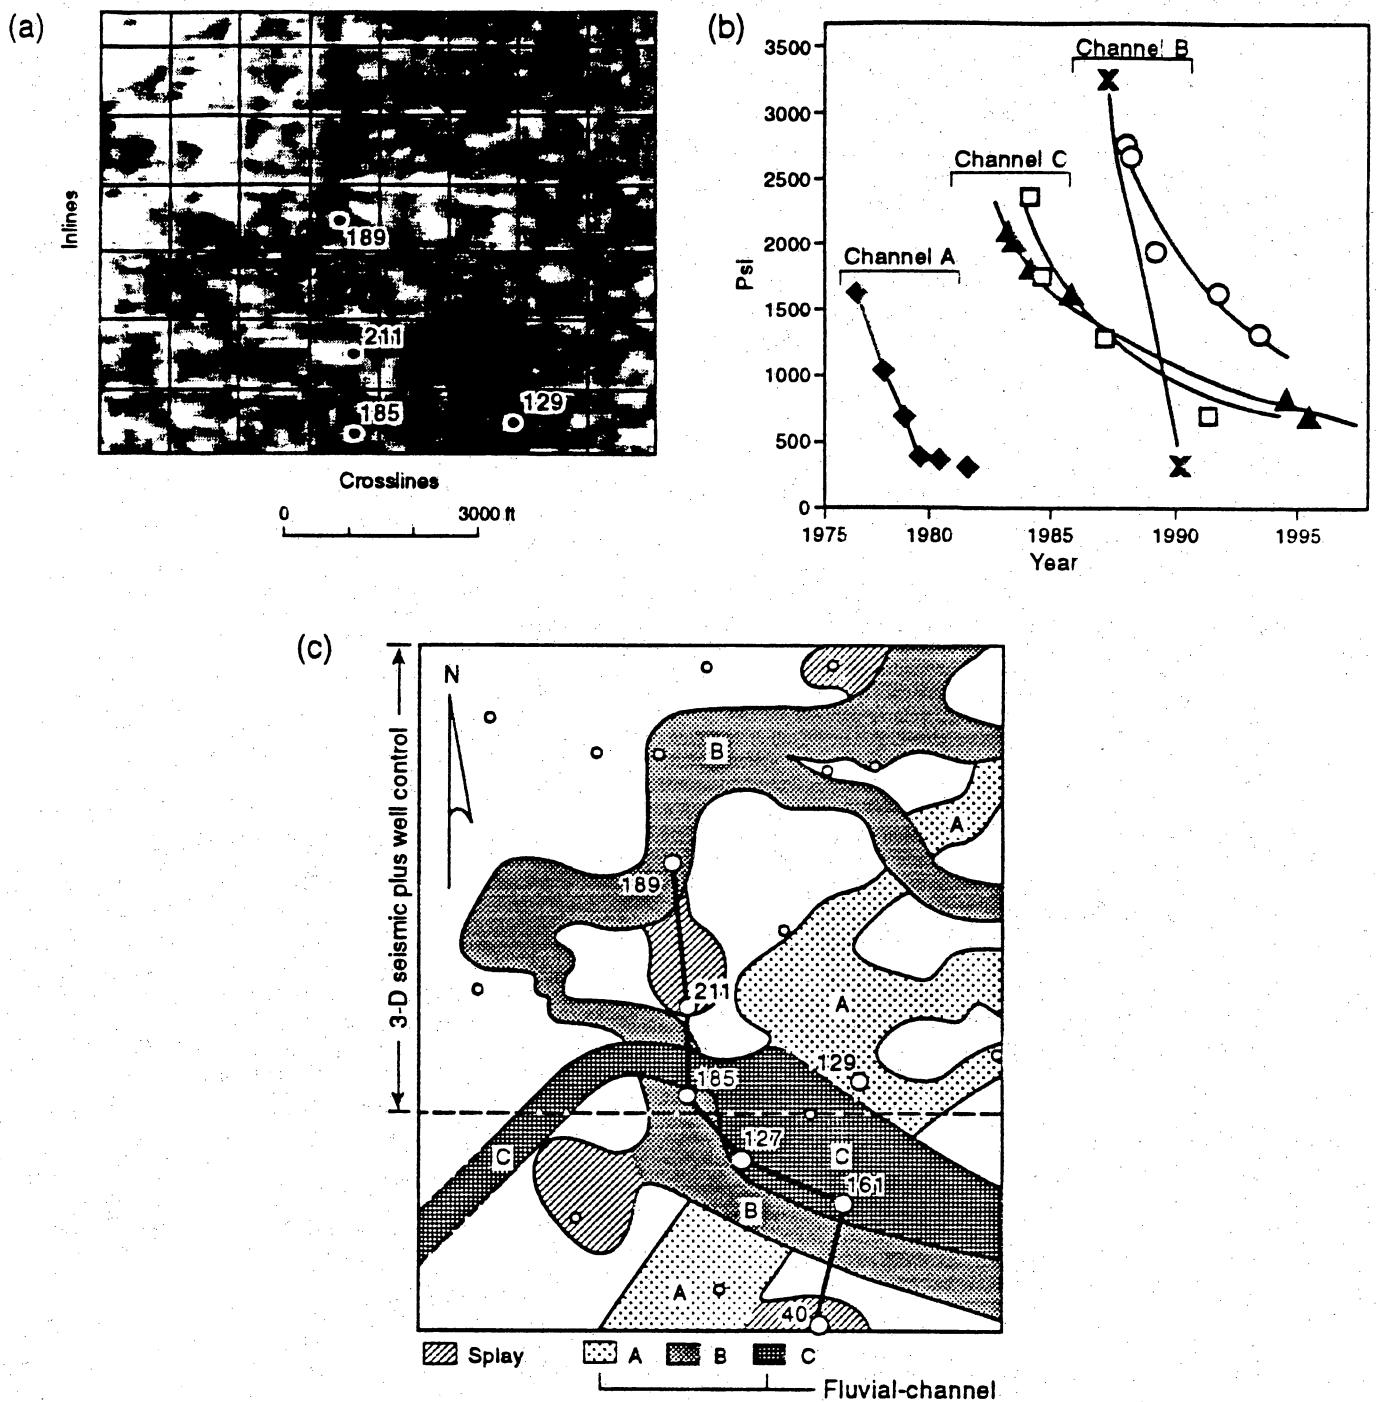 (a)
Inlines
189
211
185
129
Crosslines
0 3000 ft
(b)
Psi
3500
3000
2500
2000
1500
1000
500
0
Channel A
Channel C
Channel B
1975 1980 1985 1990 1995
Year
(c)
3-D seismic plus well control
N
B
A
189
211
A
129
185
127
C
C
161
B
A
40
Splay A B C
Fluvial-channel